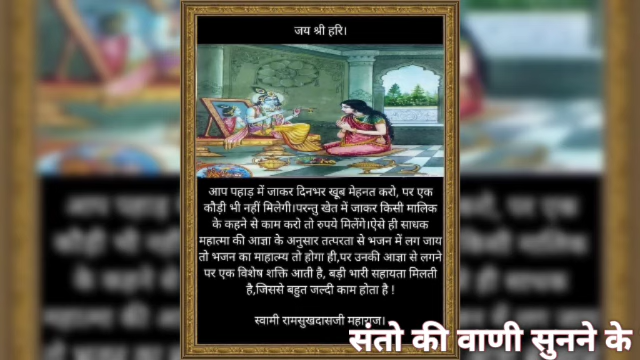 जय श्री हरि।
आप पहाड़ में जाकर दिनभर खूब मेहनत करो, पर एक
कौड़ी भी नहीं मिलेगी।परन्तु खेत में जाकर किसी मालिक
के कहने से काम करो तो रुपये मिलेंगे।ऐसे ही साधक
महात्मा की आज्ञा के अनुसार तत्परता से भजन में लग जाय
तो भजन का माहात्म्य तो होगा ही,पर उनकी आज्ञा से लगने
पर एक विशेष शक्ति आती है, बड़ी भारी सहायता मिलती
है,जिससे बहुत जल्दी काम होता है !
स्वामी रामसुखदासजी महाराज।
संतो की वाणी सुनने के